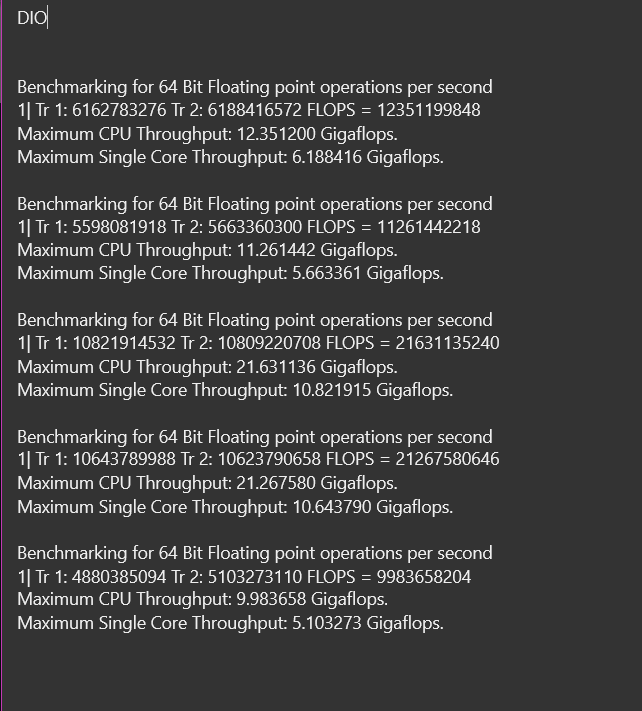 DIO
Benchmarking for 64 Bit Floating point operations per second
1| Tr 1: 6162783276 Tr 2: 6188416572 FLOPS = 12351199848
Maximum CPU Throughput: 12.351200 Gigaflops.
Maximum Single Core Throughput: 6.188416 Gigaflops.
Benchmarking for 64 Bit Floating point operations per second
1| Tr 1: 5598081918 Tr 2: 5663360300 FLOPS = 11261442218
Maximum CPU Throughput: 11.261442 Gigaflops.
Maximum Single Core Throughput: 5.663361 Gigaflops.
Benchmarking for 64 Bit Floating point operations per second
1| Tr 1: 10821914532 Tr 2: 10809220708 FLOPS = 21631135240
Maximum CPU Throughput: 21.631136 Gigaflops.
Maximum Single Core Throughput: 10.821915 Gigaflops.
Benchmarking for 64 Bit Floating point operations per second
1| Tr 1: 10643789988 Tr 2: 10623790658 FLOPS = 21267580646
Maximum CPU Throughput: 21.267580 Gigaflops.
Maximum Single Core Throughput: 10.643790 Gigaflops.
Benchmarking for 64 Bit Floating point operations per second
1| Tr 1: 4880385094 Tr 2: 5103273110 FLOPS = 9983658204
Maximum CPU Throughput: 9.983658 Gigaflops.
Maximum Single Core Throughput: 5.103273 Gigaflops.